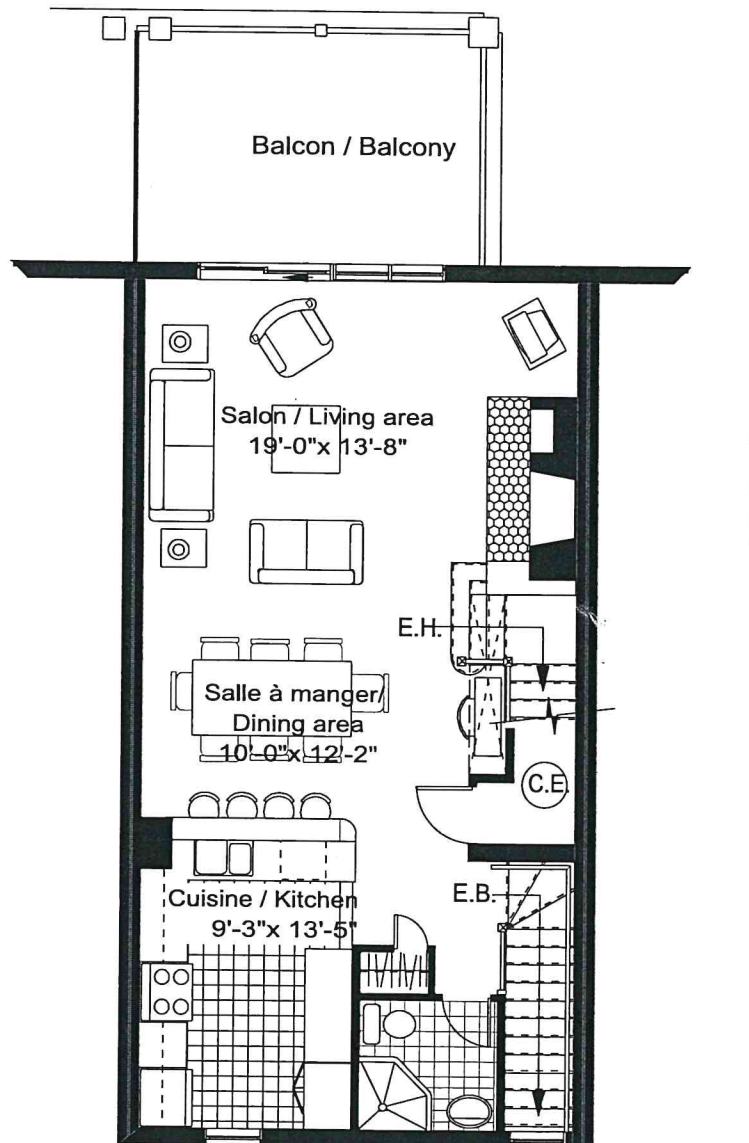 Balcon / Balcony
Salon / Living area
19'-0"x 13'-8"
E.H.
Salle à manger/
Dining area
10'-0"x 12'-2"
C.E.
Cuisine / Kitchen
9'-3"x 13'-5"
E.B.